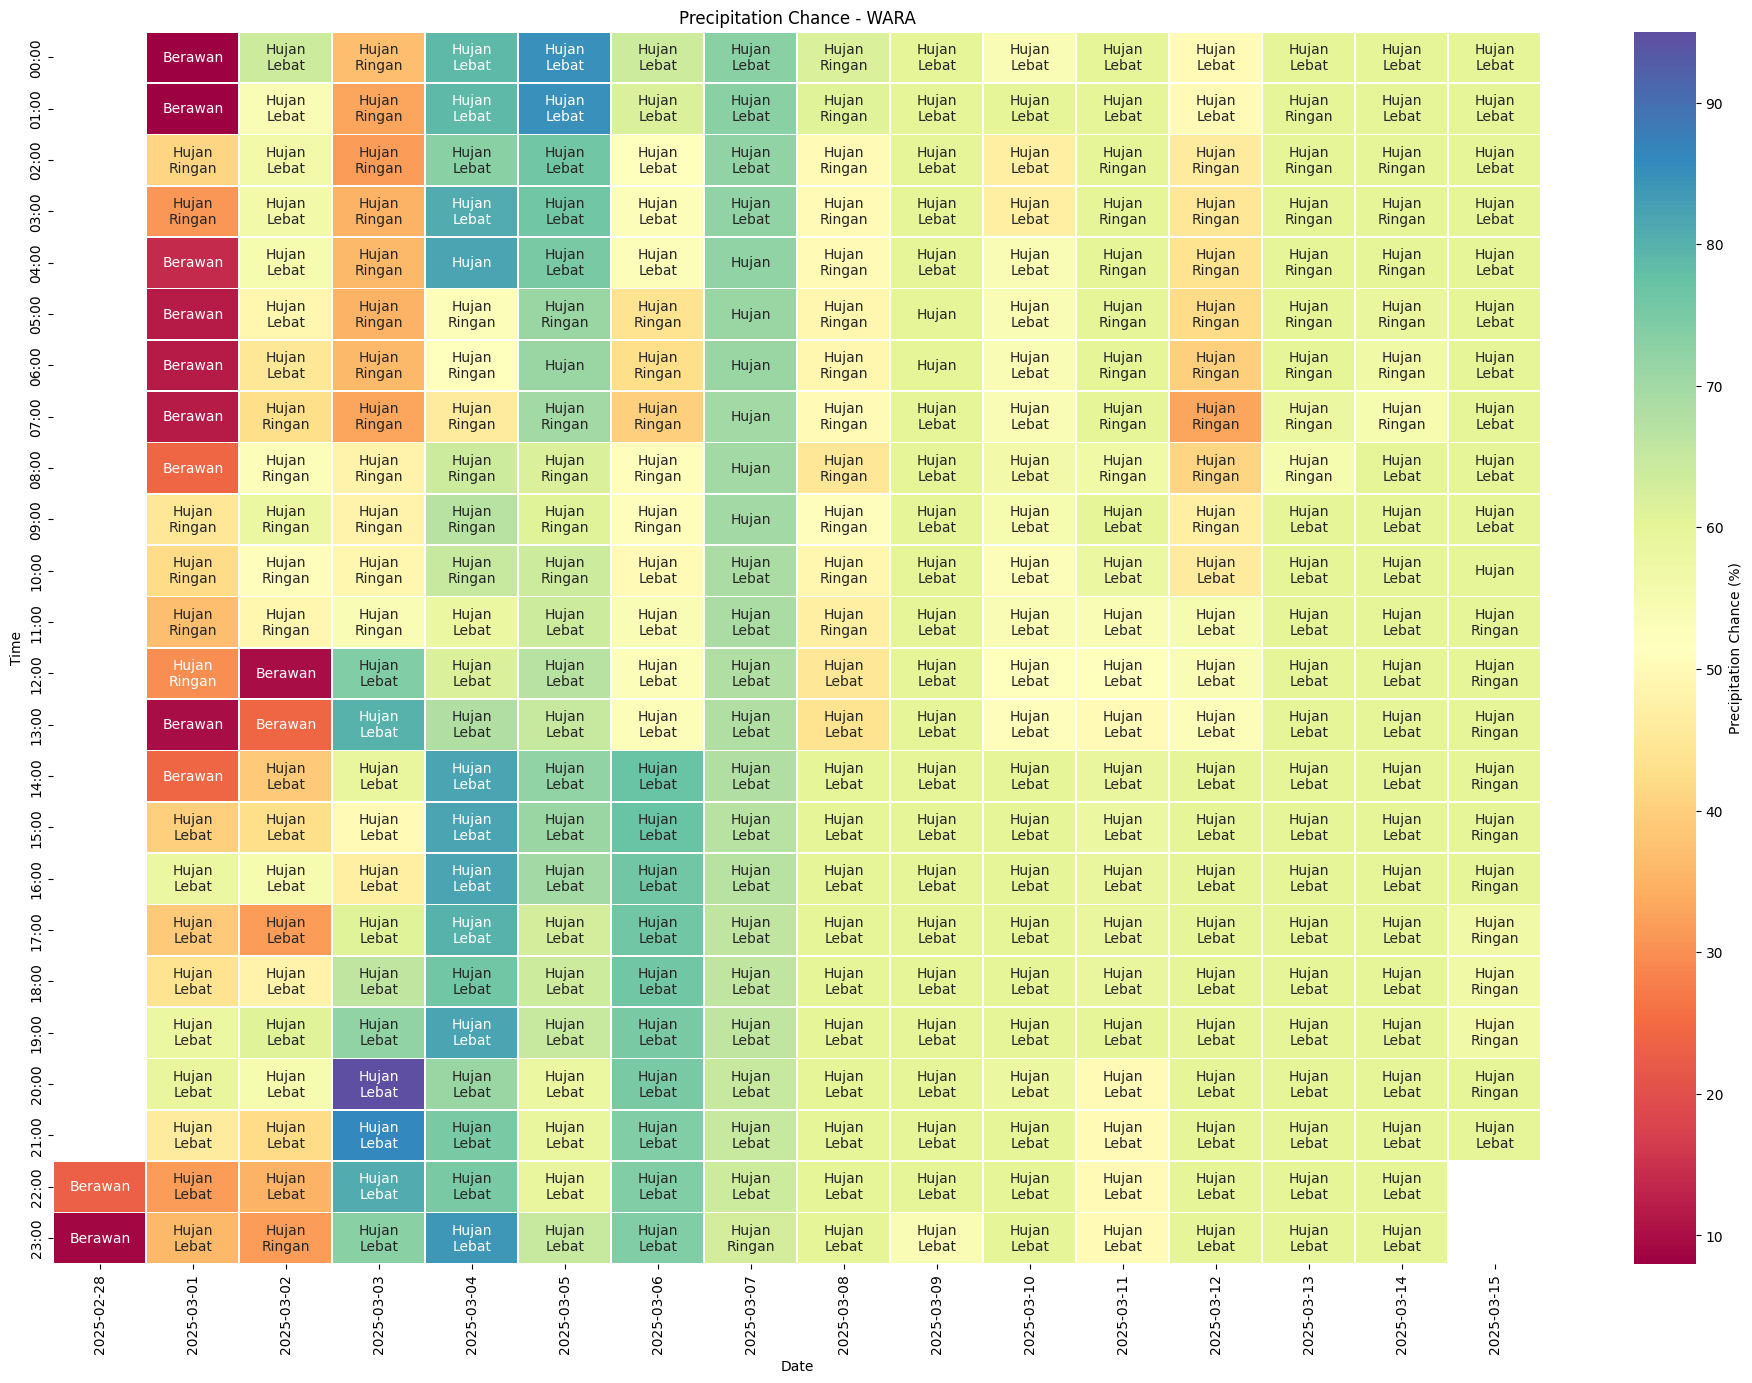 Precipitation Chance - WARA
00:00 Berawan Hujan Lebat Hujan Ringan Hujan Lebat Hujan Lebat Hujan Lebat Hujan Lebat Hujan Ringan Hujan Lebat Hujan Lebat Hujan Lebat Hujan Lebat Hujan Lebat Hujan Lebat Hujan Lebat
01:00 Berawan Hujan Lebat Hujan Ringan Hujan Lebat Hujan Lebat Hujan Lebat Hujan Lebat Hujan Ringan Hujan Lebat Hujan Lebat Hujan Lebat Hujan Lebat Hujan Ringan Hujan Lebat Hujan Lebat
02:00 Hujan Ringan Hujan Lebat Hujan Ringan Hujan Lebat Hujan Lebat Hujan Lebat Hujan Lebat Hujan Ringan Hujan Lebat Hujan Lebat Hujan Ringan Hujan Ringan Hujan Ringan Hujan Ringan Hujan Lebat
03:00 Hujan Ringan Hujan Lebat Hujan Ringan Hujan Lebat Hujan Lebat Hujan Lebat Hujan Lebat Hujan Ringan Hujan Lebat Hujan Lebat Hujan Ringan Hujan Ringan Hujan Ringan Hujan Ringan Hujan Lebat
04:00 Berawan Hujan Lebat Hujan Ringan Hujan Hujan Lebat Hujan Lebat Hujan Hujan Ringan Hujan Lebat Hujan Lebat Hujan Ringan Hujan Ringan Hujan Ringan Hujan Ringan Hujan Lebat
05:00 Berawan Hujan Lebat Hujan Ringan Hujan Ringan Hujan Ringan Hujan Ringan Hujan Hujan Ringan Hujan Hujan Lebat Hujan Ringan Hujan Ringan Hujan Ringan Hujan Ringan Hujan Lebat
06:00 Berawan Hujan Lebat Hujan Ringan Hujan Ringan Hujan Hujan Ringan Hujan Hujan Ringan Hujan Hujan Lebat Hujan Ringan Hujan Ringan Hujan Ringan Hujan Ringan Hujan Lebat
07:00 Berawan Hujan Ringan Hujan Ringan Hujan Ringan Hujan Ringan Hujan Ringan Hujan Hujan Ringan Hujan Lebat Hujan Lebat Hujan Ringan Hujan Ringan Hujan Ringan Hujan Ringan Hujan Lebat
08:00 Berawan Hujan Ringan Hujan Ringan Hujan Ringan Hujan Ringan Hujan Ringan Hujan Hujan Ringan Hujan Lebat Hujan Lebat Hujan Ringan Hujan Ringan Hujan Ringan Hujan Lebat Hujan Lebat
09:00 Hujan Ringan Hujan Ringan Hujan Ringan Hujan Ringan Hujan Ringan Hujan Ringan Hujan Hujan Ringan Hujan Lebat Hujan Lebat Hujan Lebat Hujan Ringan Hujan Lebat Hujan Lebat Hujan Lebat
10:00 Hujan Ringan Hujan Ringan Hujan Ringan Hujan Ringan Hujan Ringan Hujan Lebat Hujan Lebat Hujan Ringan Hujan Lebat Hujan Lebat Hujan Lebat Hujan Lebat Hujan Lebat Hujan Lebat Hujan
11:00 Hujan Ringan Hujan Ringan Hujan Ringan Hujan Lebat Hujan Lebat Hujan Lebat Hujan Lebat Hujan Ringan Hujan Lebat Hujan Lebat Hujan Lebat Hujan Lebat Hujan Lebat Hujan Lebat Hujan Ringan
12:00 Hujan Ringan Berawan Hujan Lebat Hujan Lebat Hujan Lebat Hujan Lebat Hujan Lebat Hujan Lebat Hujan Lebat Hujan Lebat Hujan Lebat Hujan Lebat Hujan Lebat Hujan Lebat Hujan Ringan
13:00 Berawan Berawan Hujan Lebat Hujan Lebat Hujan Lebat Hujan Lebat Hujan Lebat Hujan Lebat Hujan Lebat Hujan Lebat Hujan Lebat Hujan Lebat Hujan Lebat Hujan Lebat Hujan Ringan
14:00 Berawan Hujan Lebat Hujan Lebat Hujan Lebat Hujan Lebat Hujan Lebat Hujan Lebat Hujan Lebat Hujan Lebat Hujan Lebat Hujan Lebat Hujan Lebat Hujan Lebat Hujan Lebat Hujan Ringan
15:00 Hujan Lebat Hujan Lebat Hujan Lebat Hujan Lebat Hujan Lebat Hujan Lebat Hujan Lebat Hujan Lebat Hujan Lebat Hujan Lebat Hujan Lebat Hujan Lebat Hujan Lebat Hujan Lebat Hujan Ringan
16:00 Hujan Lebat Hujan Lebat Hujan Lebat Hujan Lebat Hujan Lebat Hujan Lebat Hujan Lebat Hujan Lebat Hujan Lebat Hujan Lebat Hujan Lebat Hujan Lebat Hujan Lebat Hujan Lebat Hujan Ringan
17:00 Hujan Lebat Hujan Lebat Hujan Lebat Hujan Lebat Hujan Lebat Hujan Lebat Hujan Lebat Hujan Lebat Hujan Lebat Hujan Lebat Hujan Lebat Hujan Lebat Hujan Lebat Hujan Lebat Hujan Ringan
18:00 Hujan Lebat Hujan Lebat Hujan Lebat Hujan Lebat Hujan Lebat Hujan Lebat Hujan Lebat Hujan Lebat Hujan Lebat Hujan Lebat Hujan Lebat Hujan Lebat Hujan Lebat Hujan Lebat Hujan Ringan
19:00 Hujan Lebat Hujan Lebat Hujan Lebat Hujan Lebat Hujan Lebat Hujan Lebat Hujan Lebat Hujan Lebat Hujan Lebat Hujan Lebat Hujan Lebat Hujan Lebat Hujan Lebat Hujan Lebat Hujan Ringan
20:00 Hujan Lebat Hujan Lebat Hujan Lebat Hujan Lebat Hujan Lebat Hujan Lebat Hujan Lebat Hujan Lebat Hujan Lebat Hujan Lebat Hujan Lebat Hujan Lebat Hujan Lebat Hujan Lebat Hujan Ringan
21:00 Hujan Lebat Hujan Lebat Hujan Lebat Hujan Lebat Hujan Lebat Hujan Lebat Hujan Lebat Hujan Lebat Hujan Lebat Hujan Lebat Hujan Lebat Hujan Lebat Hujan Lebat Hujan Lebat Hujan Lebat
22:00 Berawan Hujan Lebat Hujan Lebat Hujan Lebat Hujan Lebat Hujan Lebat Hujan Lebat Hujan Lebat Hujan Lebat Hujan Lebat Hujan Lebat Hujan Lebat Hujan Lebat Hujan Lebat Hujan Lebat
23:00 Berawan Hujan Lebat Hujan Ringan Hujan Lebat Hujan Lebat Hujan Lebat Hujan Lebat Hujan Ringan Hujan Lebat Hujan Lebat Hujan Lebat Hujan Lebat Hujan Lebat Hujan Lebat Hujan Lebat
Time
2025-02-28 2025-03-01 2025-03-02 2025-03-03 2025-03-04 2025-03-05 2025-03-06 2025-03-07 2025-03-08 2025-03-09 2025-03-10 2025-03-11 2025-03-12 2025-03-13 2025-03-14 2025-03-15
Date
90
80
70
60
50
40
30
20
10
Precipitation Chance (%)